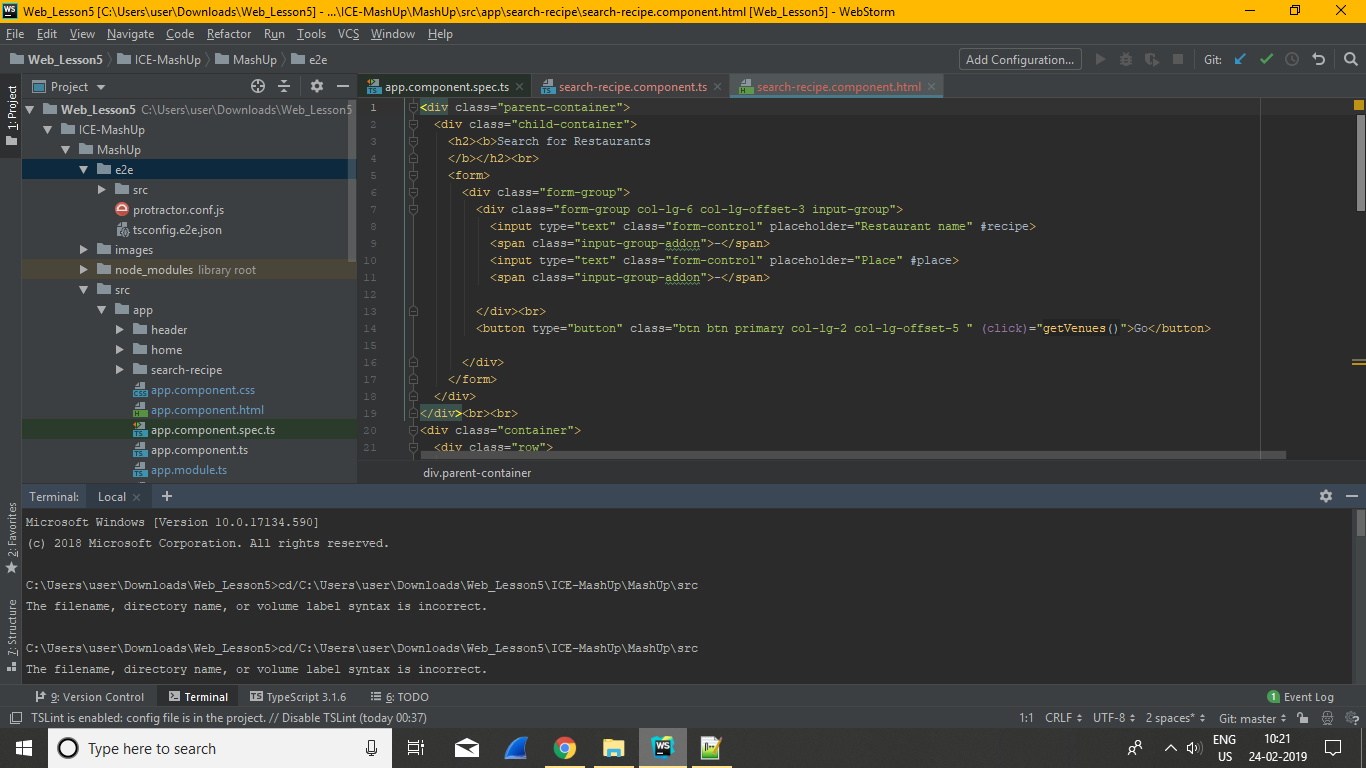 Web_Lesson5 [C:\Users\user\Downloads\Web_Lesson5] - ...\ICE-MashUp\MashUp\src\app\search-recipe\search-recipe.component.html [Web_Lesson5] - WebStorm
File Edit View Navigate Code Refactor Run Tools VCS Window Help
Web_Lesson5 ICE-MashUp MashUp e2e Add Configuration... Git:
1: Project
Project
Web_Lesson5 C:\Users\user\Downloads\Web_Lesson5
ICE-MashUp
MashUp
e2e
src
protractor.conf.js
tsconfig.e2e.json
images
node_modules library root
src
app
header
home
search-recipe
app.component.css
app.component.html
app.component.spec.ts
app.component.ts
app.module.ts
app.component.spec.ts search-recipe.component.ts search-recipe.component.html
1 <div class="parent-container">
2 <div class="child-container">
3 <h2><b>Search for Restaurants
4 </b></h2><br>
5 <form>
6 <div class="form-group">
7 <div class="form-group col-lg-6 col-lg-offset-3 input-group">
8 <input type="text" class="form-control" placeholder="Restaurant name" #recipe>
9 <span class="input-group-addon">-</span>
10 <input type="text" class="form-control" placeholder="Place" #place>
11 <span class="input-group-addon">-</span>
12
13 </div><br>
14 <button type="button" class="btn btn primary col-lg-2 col-lg-offset-5 " (click)="getVenues()">Go</button>
15
16 </div>
17 </form>
18 </div>
19 </div><br><br>
20 <div class="container">
21 <div class="row">
div.parent-container
2: Favorites
7: Structure
Terminal: Local +
Microsoft Windows [Version 10.0.17134.590]
(c) 2018 Microsoft Corporation. All rights reserved.
C:\Users\user\Downloads\Web_Lesson5>cd/C:\Users\user\Downloads\Web_Lesson5\ICE-MashUp\MashUp\src
The filename, directory name, or volume label syntax is incorrect.
C:\Users\user\Downloads\Web_Lesson5>cd/C:\Users\user\Downloads\Web_Lesson5\ICE-MashUp\MashUp\src
The filename, directory name, or volume label syntax is incorrect.
9: Version Control Terminal TypeScript 3.1.6 6: TODO 1 Event Log
TSLint is enabled: config file is in the project. // Disable TSLint (today 00:37) 1:1 CRLF UTF-8 2 spaces* Git: master
Type here to search
ENG
US
10:21
24-02-2019